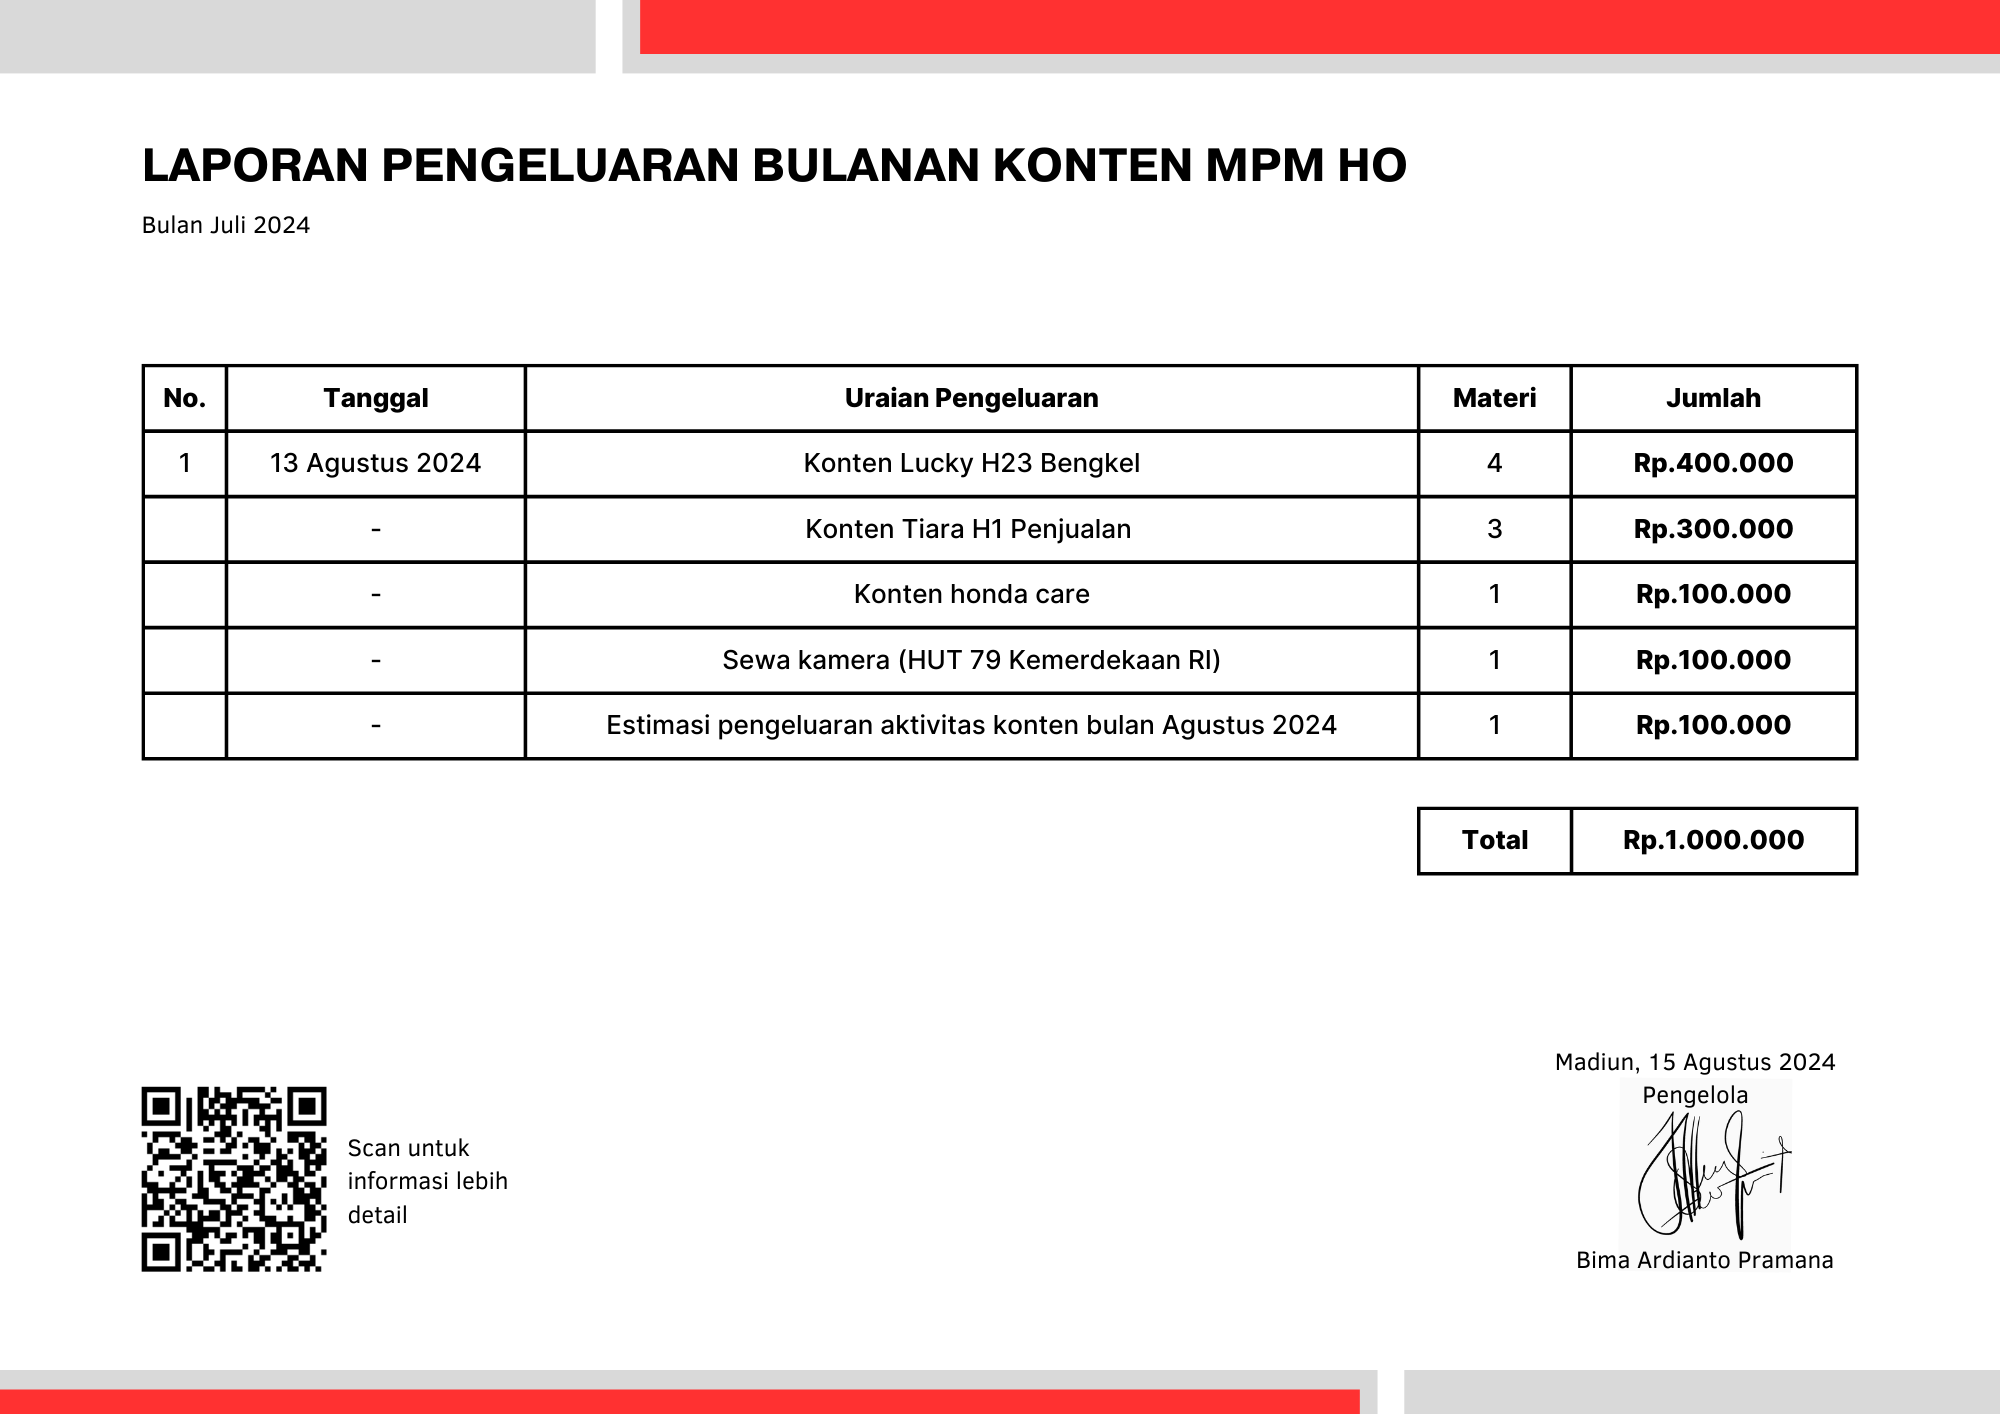 LAPORAN PENGELUARAN BULANAN KONTEN MPM HO
Bulan Juli 2024
No. Tanggal Uraian Pengeluaran Materi Jumlah
1 13 Agustus 2024 Konten Lucky H23 Bengkel 4 Rp.400.000
- Konten Tiara H1 Penjualan 3 Rp.300.000
- Konten honda care 1 Rp.100.000
- Sewa kamera (HUT 79 Kemerdekaan RI) 1 Rp.100.000
- Estimasi pengeluaran aktivitas konten bulan Agustus 2024 1 Rp.100.000
Total Rp.1.000.000
Scan untuk
informasi lebih
detail
Madiun, 15 Agustus 2024
Pengelola
Bima Ardianto Pramana